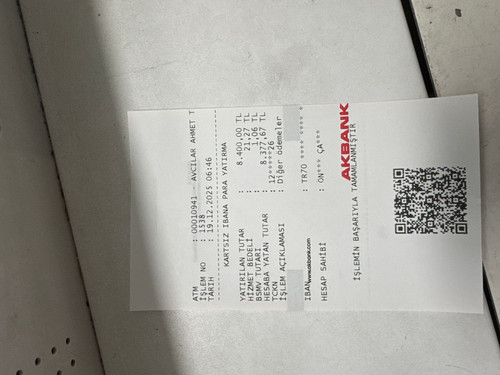 ATM : 00010941 - AVCILAR AHMET T
İŞLEM NO : 1538
TARİH : 19.12.2025 06:46
KARTSIZ IBANA PARA YATIRMA
YATIRILAN TUTAR : 8.400,00 TL
HİZMET BEDELİ : 21,27 TL
BSMV TUTARI : 1,06 TL
HESABA YATAN TUTAR : 8.377,67 TL
TCKN : 12*****26
İŞLEM AÇIKLAMASI : Diğer ödemeler
IBAN : TR70 **** **** *
www.akbank.com
HESAP SAHİBİ : ON*** ÇA***
AKBANK
İŞLEMİN BAŞARIYLA TAMAMLANMIŞTIR